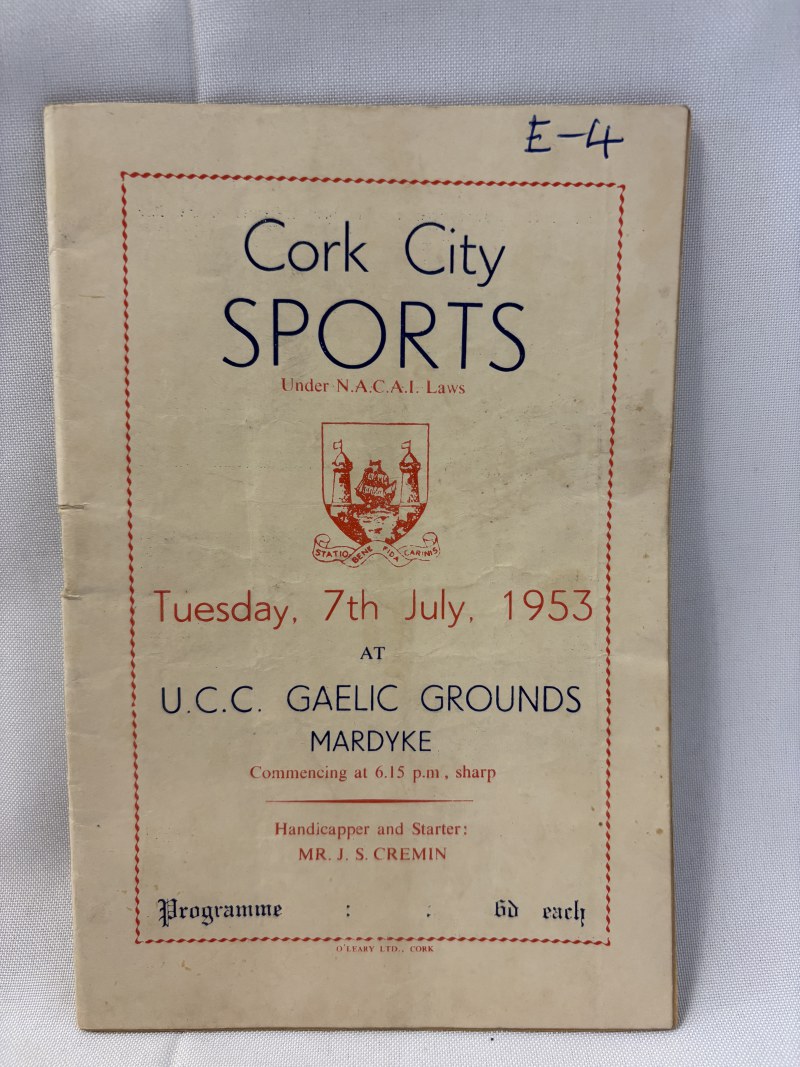 E-4
Cork City
SPORTS
Under N.A.C.A.I. Laws
STATIO BENE FIDA CARINIS
Tuesday, 7th July, 1953
AT
U.C.C. GAELIC GROUNDS
MARDYKE
Commencing at 6.15 p.m, sharp
Handicapper and Starter:
MR. J. S. CREMIN
Programme : : 6d each
O'LEARY LTD., CORK